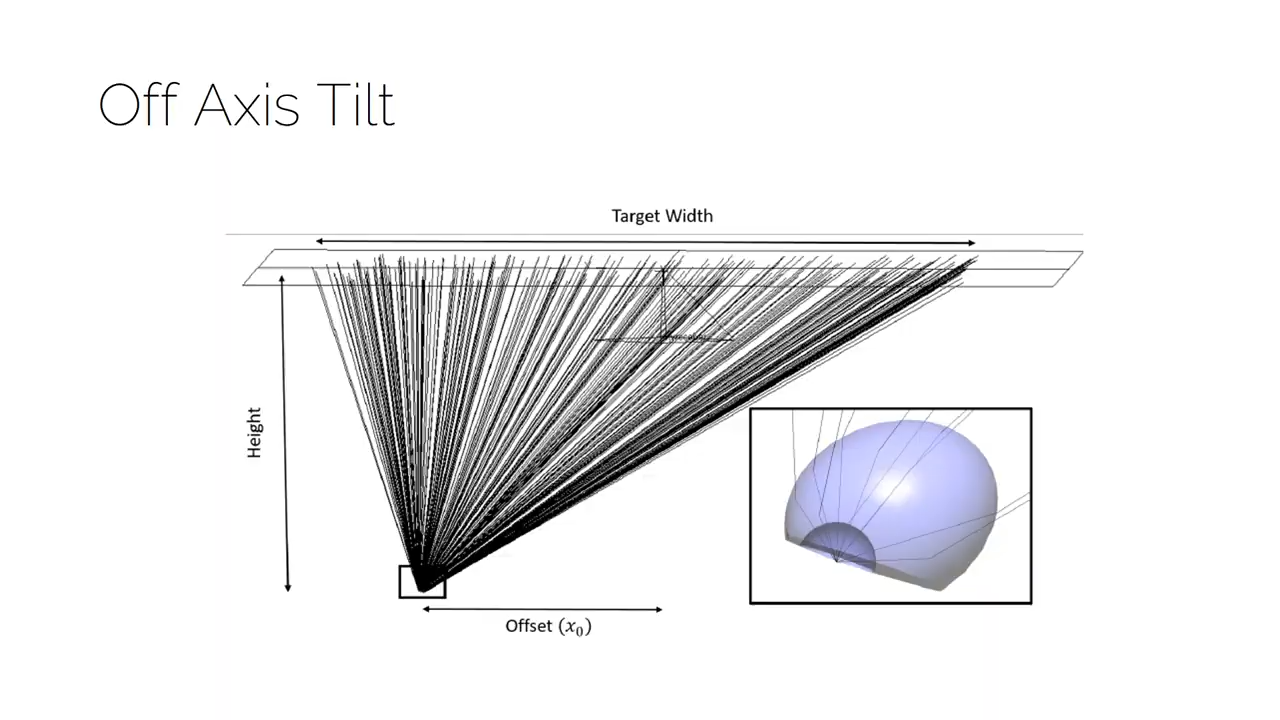 Off Axis Tilt
Target Width
Height
Offset (x₀)